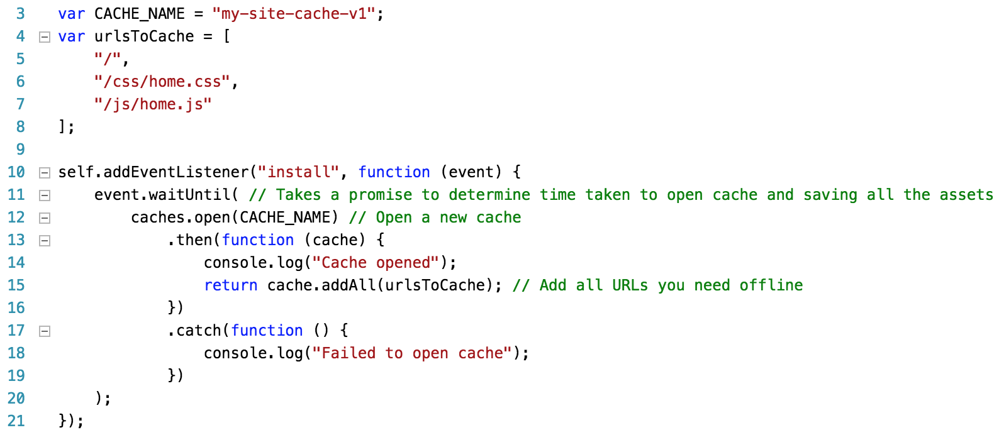 3 var CACHE_NAME = "my-site-cache-v1";
4 var urlsToCache = [
5     "/",
6     "/css/home.css",
7     "/js/home.js"
8 ];
9
10 self.addEventListener("install", function (event) {
11     event.waitUntil( // Takes a promise to determine time taken to open cache and saving all the assets
12         caches.open(CACHE_NAME) // Open a new cache
13             .then(function (cache) {
14                 console.log("Cache opened");
15                 return cache.addAll(urlsToCache); // Add all URLs you need offline
16             })
17             .catch(function () {
18                 console.log("Failed to open cache");
19             })
20     );
21 });